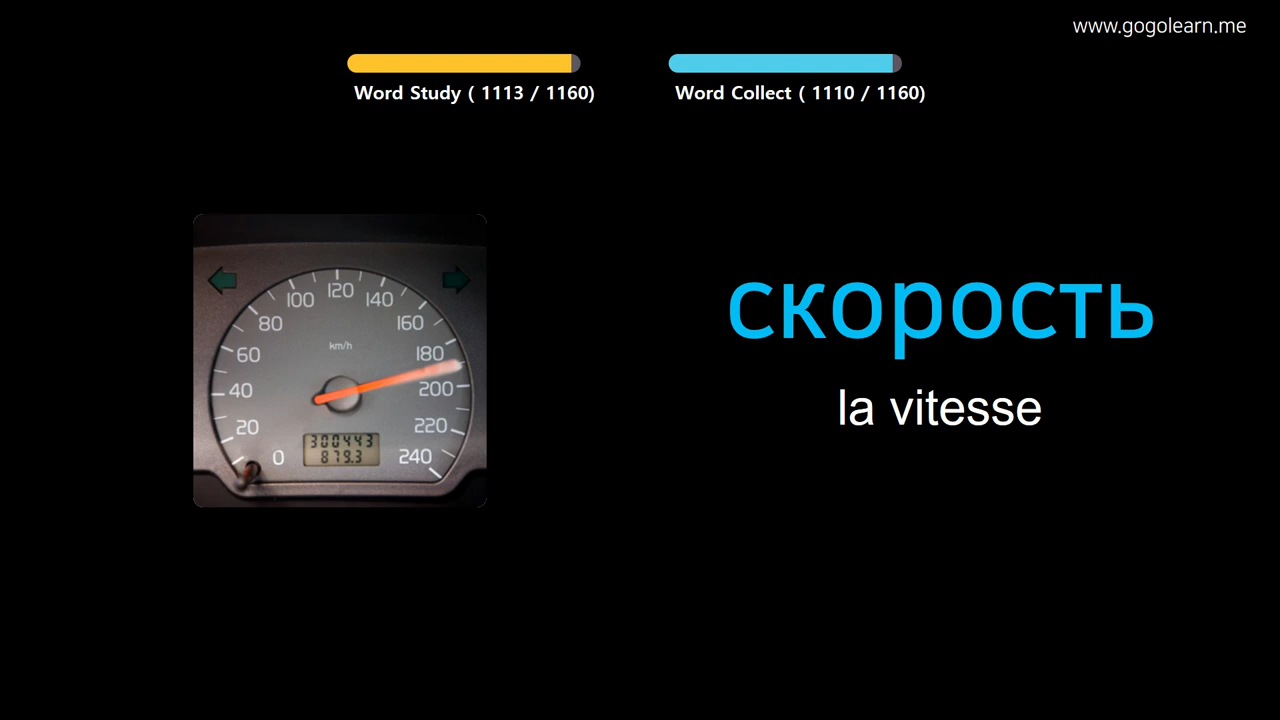 www.gogolearn.me
Word Study ( 1113 / 1160)
Word Collect ( 1110 / 1160)
100 120 140
80 160
60 km/h 180
40 200
20 220
0 240
300443
879.3
скорость
la vitesse